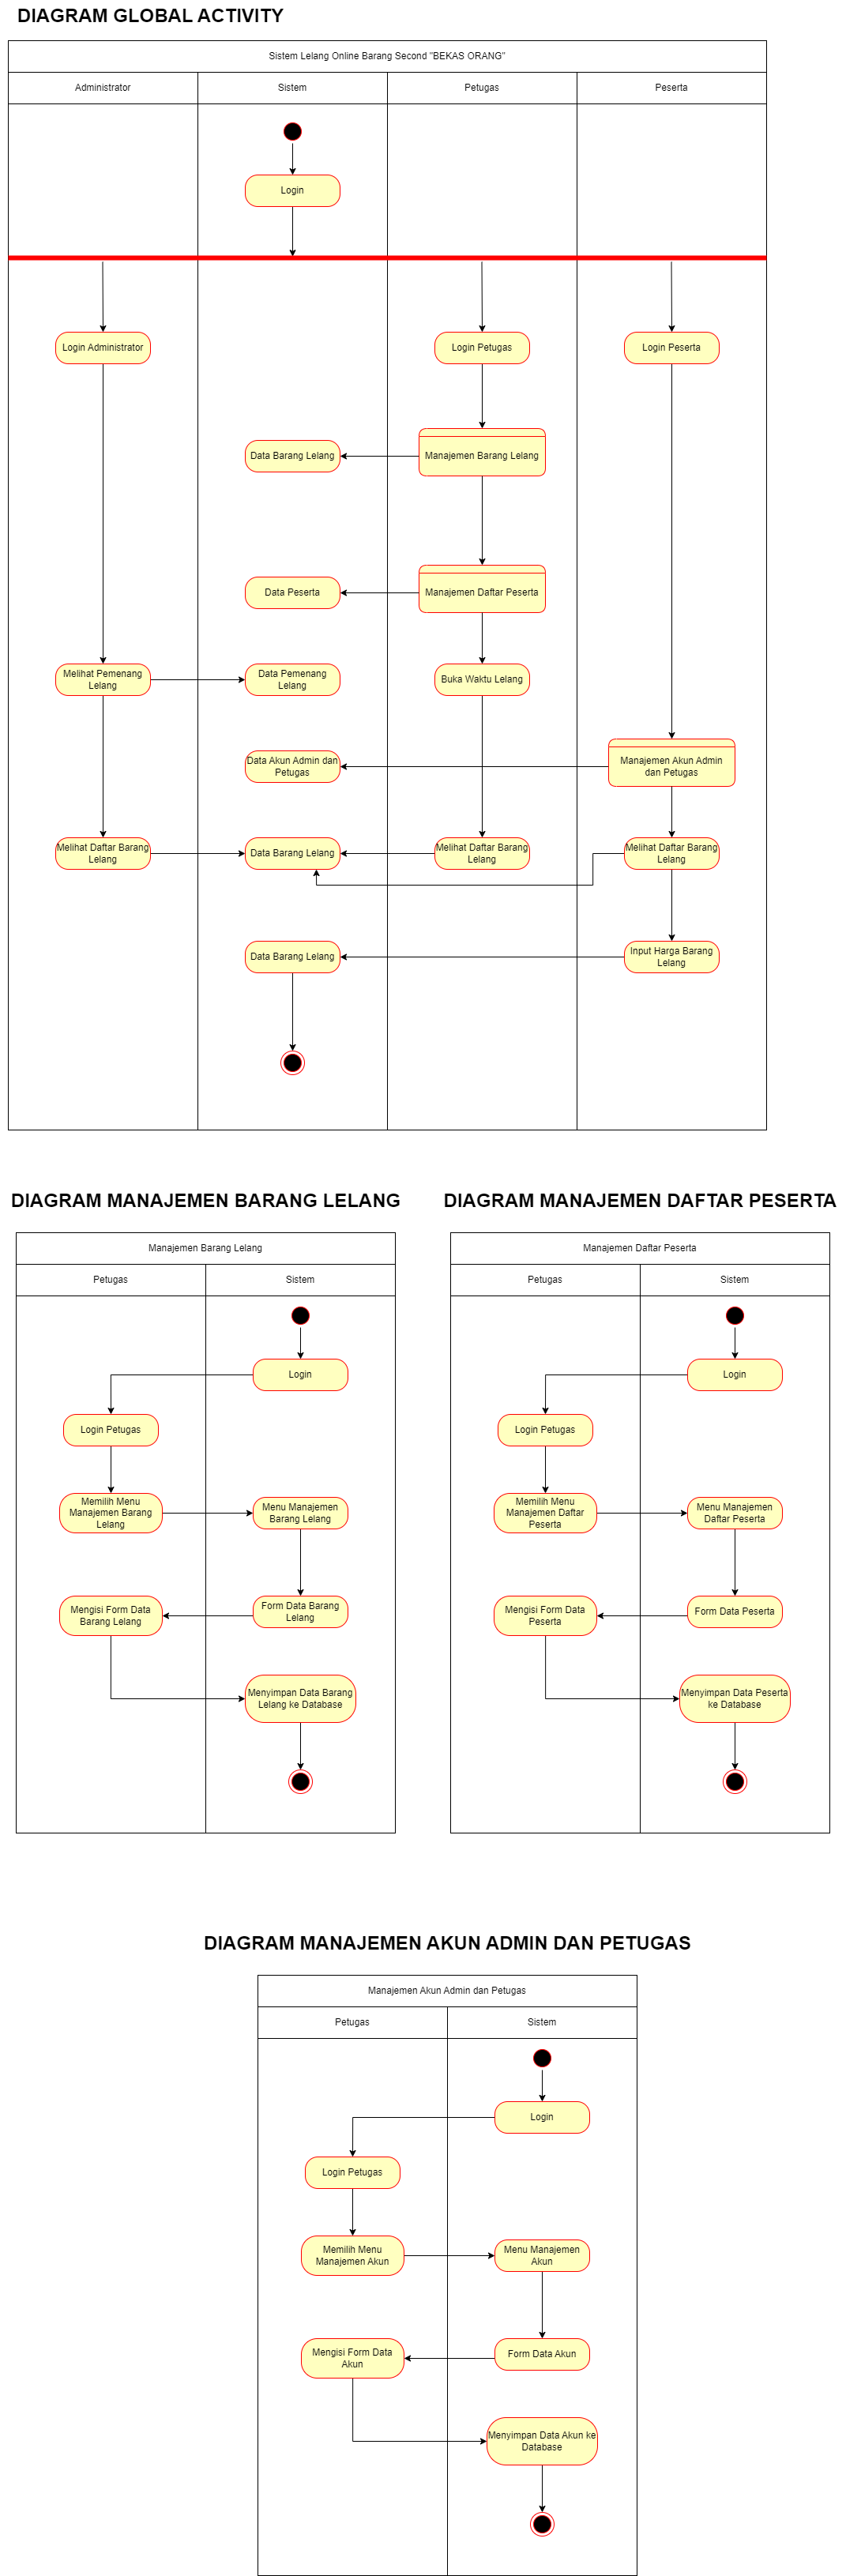 DIAGRAM GLOBAL ACTIVITY
Sistem Lelang Online Barang Second "BEKAS ORANG"
Administrator
Sistem
Petugas
Peserta
Login
Login Administrator
Login Petugas
Login Peserta
Data Barang Lelang
Manajemen Barang Lelang
Data Peserta
Manajemen Daftar Peserta
Melihat Pemenang
Lelang
Data Pemenang
Lelang
Buka Waktu Lelang
Data Akun Admin dan
Petugas
Manajemen Akun Admin
dan Petugas
Melihat Daftar Barang
Lelang
Data Barang Lelang
Melihat Daftar Barang
Lelang
Melihat Daftar Barang
Lelang
Data Barang Lelang
Input Harga Barang
Lelang
DIAGRAM MANAJEMEN BARANG LELANG
Manajemen Barang Lelang
Petugas
Sistem
Login
Login Petugas
Memilih Menu
Manajemen Barang
Lelang
Menu Manajemen
Barang Lelang
Form Data Barang
Lelang
Mengisi Form Data
Barang Lelang
Menyimpan Data Barang
Lelang ke Database
DIAGRAM MANAJEMEN DAFTAR PESERTA
Manajemen Daftar Peserta
Petugas
Sistem
Login
Login Petugas
Memilih Menu
Manajemen Daftar
Peserta
Menu Manajemen
Daftar Peserta
Form Data Peserta
Mengisi Form Data
Peserta
Menyimpan Data Peserta
ke Database
DIAGRAM MANAJEMEN AKUN ADMIN DAN PETUGAS
Manajemen Akun Admin dan Petugas
Petugas
Sistem
Login
Login Petugas
Memilih Menu
Manajemen Akun
Menu Manajemen
Akun
Form Data Akun
Mengisi Form Data
Akun
Menyimpan Data Akun ke
Database